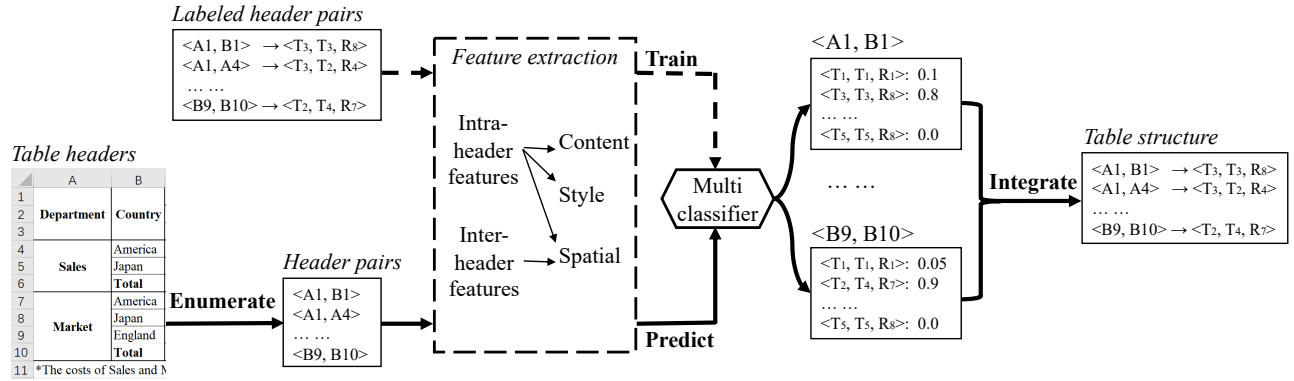 Labeled header pairs
<A1, B1> → <T3, T3, R8>
<A1, A4> → <T3, T2, R4>
... ...
<B9, B10> → <T2, T4, R7>
Table headers
A B
1
2 Department Country
3
4 America
5 Sales Japan
6 Total
7 America
8 Market Japan
9 England
10 Total
11 *The costs of Sales and M
Enumerate
Header pairs
<A1, B1>
<A1, A4>
... ...
<B9, B10>
Feature extraction
Intra-
header
features
Content
Style
Inter-
header
features
Spatial
Train
Predict
Multi
classifier
<A1, B1>
<T1, T1, R1>: 0.1
<T3, T3, R8>: 0.8
... ...
<T5, T5, R8>: 0.0
... ...
<B9, B10>
<T1, T1, R1>: 0.05
<T2, T4, R7>: 0.9
... ...
<T5, T5, R8>: 0.0
Integrate
Table structure
<A1, B1> → <T3, T3, R8>
<A1, A4> → <T3, T2, R4>
... ...
<B9, B10> → <T2, T4, R7>